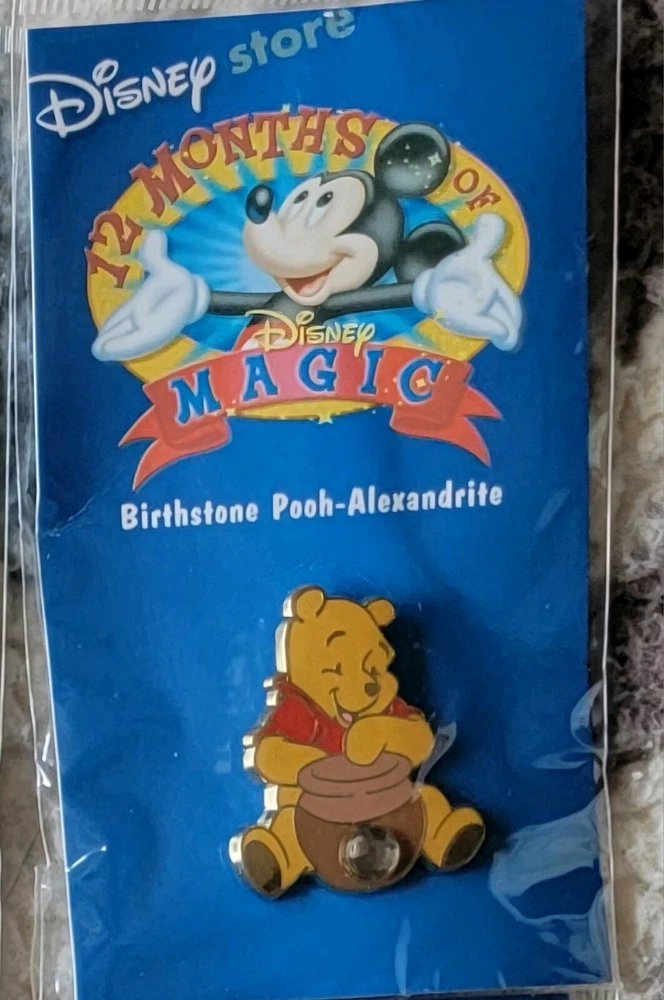 Disney store
12 MONTHS OF
Disney
MAGIC
Birthstone Pooh-Alexandrite